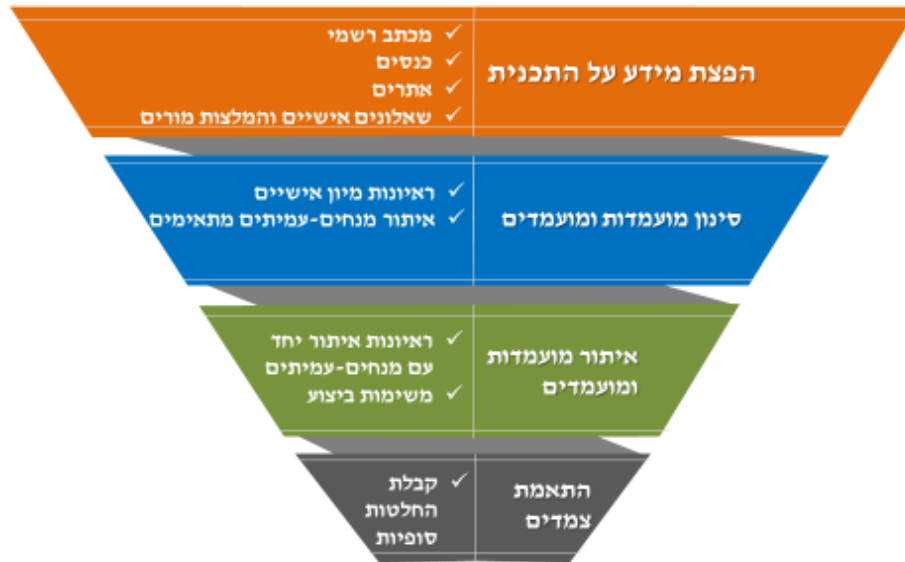 הפצת מידע על התכנית
✓ מכתב רשמי
✓ כנסים
✓ אתרים
✓ שאלונים אישיים והמלצות מורים
סינון מועמדות ומועמדים
✓ ראיונות מיון אישיים
✓ איתור מנחים-עמיתים מתאימים
איתור מועמדות
ומועמדים
✓ ראיונות איתור יחד
עם מנחים-עמיתים
✓ משימות ביצוע
התאמת
צמדים
✓ קבלת
החלטות
סופיות